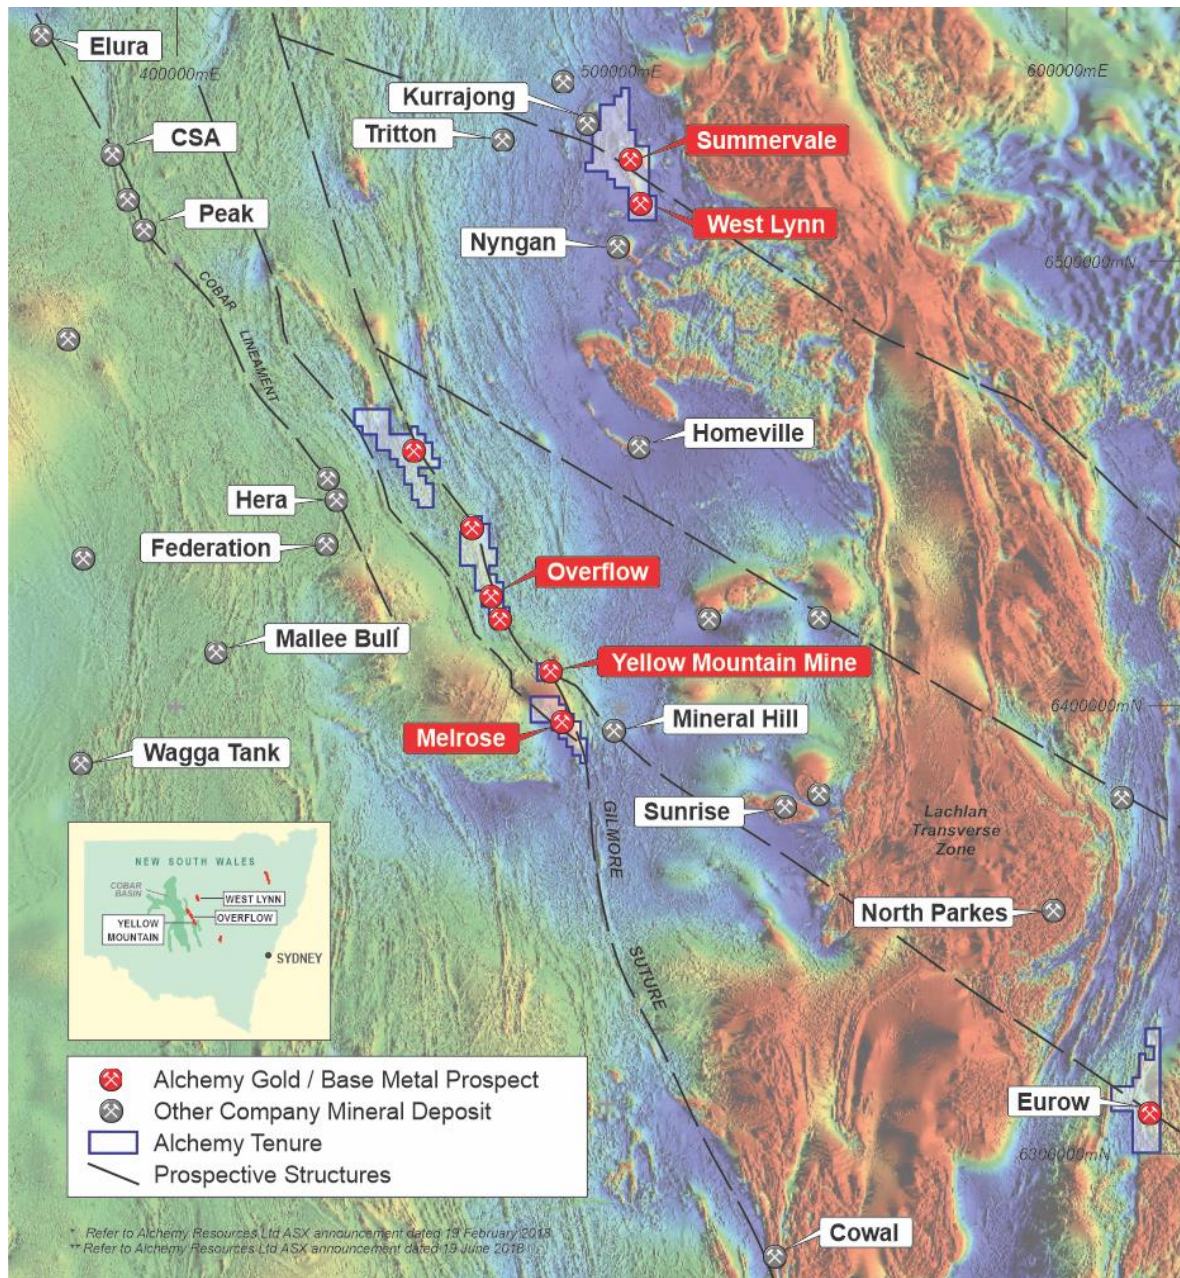 Elura
400000mE
500000mE
600000mE
Kurrajong
CSA
Tritton
Summervale
Peak
West Lynn
Nyngan
6500000mN
COBAR
LINEAMENT
Homeville
Hera
Federation
Overflow
Mallee Bull
Yellow Mountain Mine
6400000mN
Mineral Hill
Melrose
Wagga Tank
Sunrise
GILMORE
Lachlan
Transverse
Zone
NEW SOUTH WALES
COBAR
BASIN
WEST LYNN
OVERFLOW
YELLOW
MOUNTAIN
SYDNEY
North Parkes
SUTURE
Alchemy Gold / Base Metal Prospect
Other Company Mineral Deposit
Alchemy Tenure
Prospective Structures
Eurow
6300000mN
Cowal
* Refer to Alchemy Resources Ltd ASX announcement dated 19 February 2018
** Refer to Alchemy Resources Ltd ASX announcement dated 19 June 2018